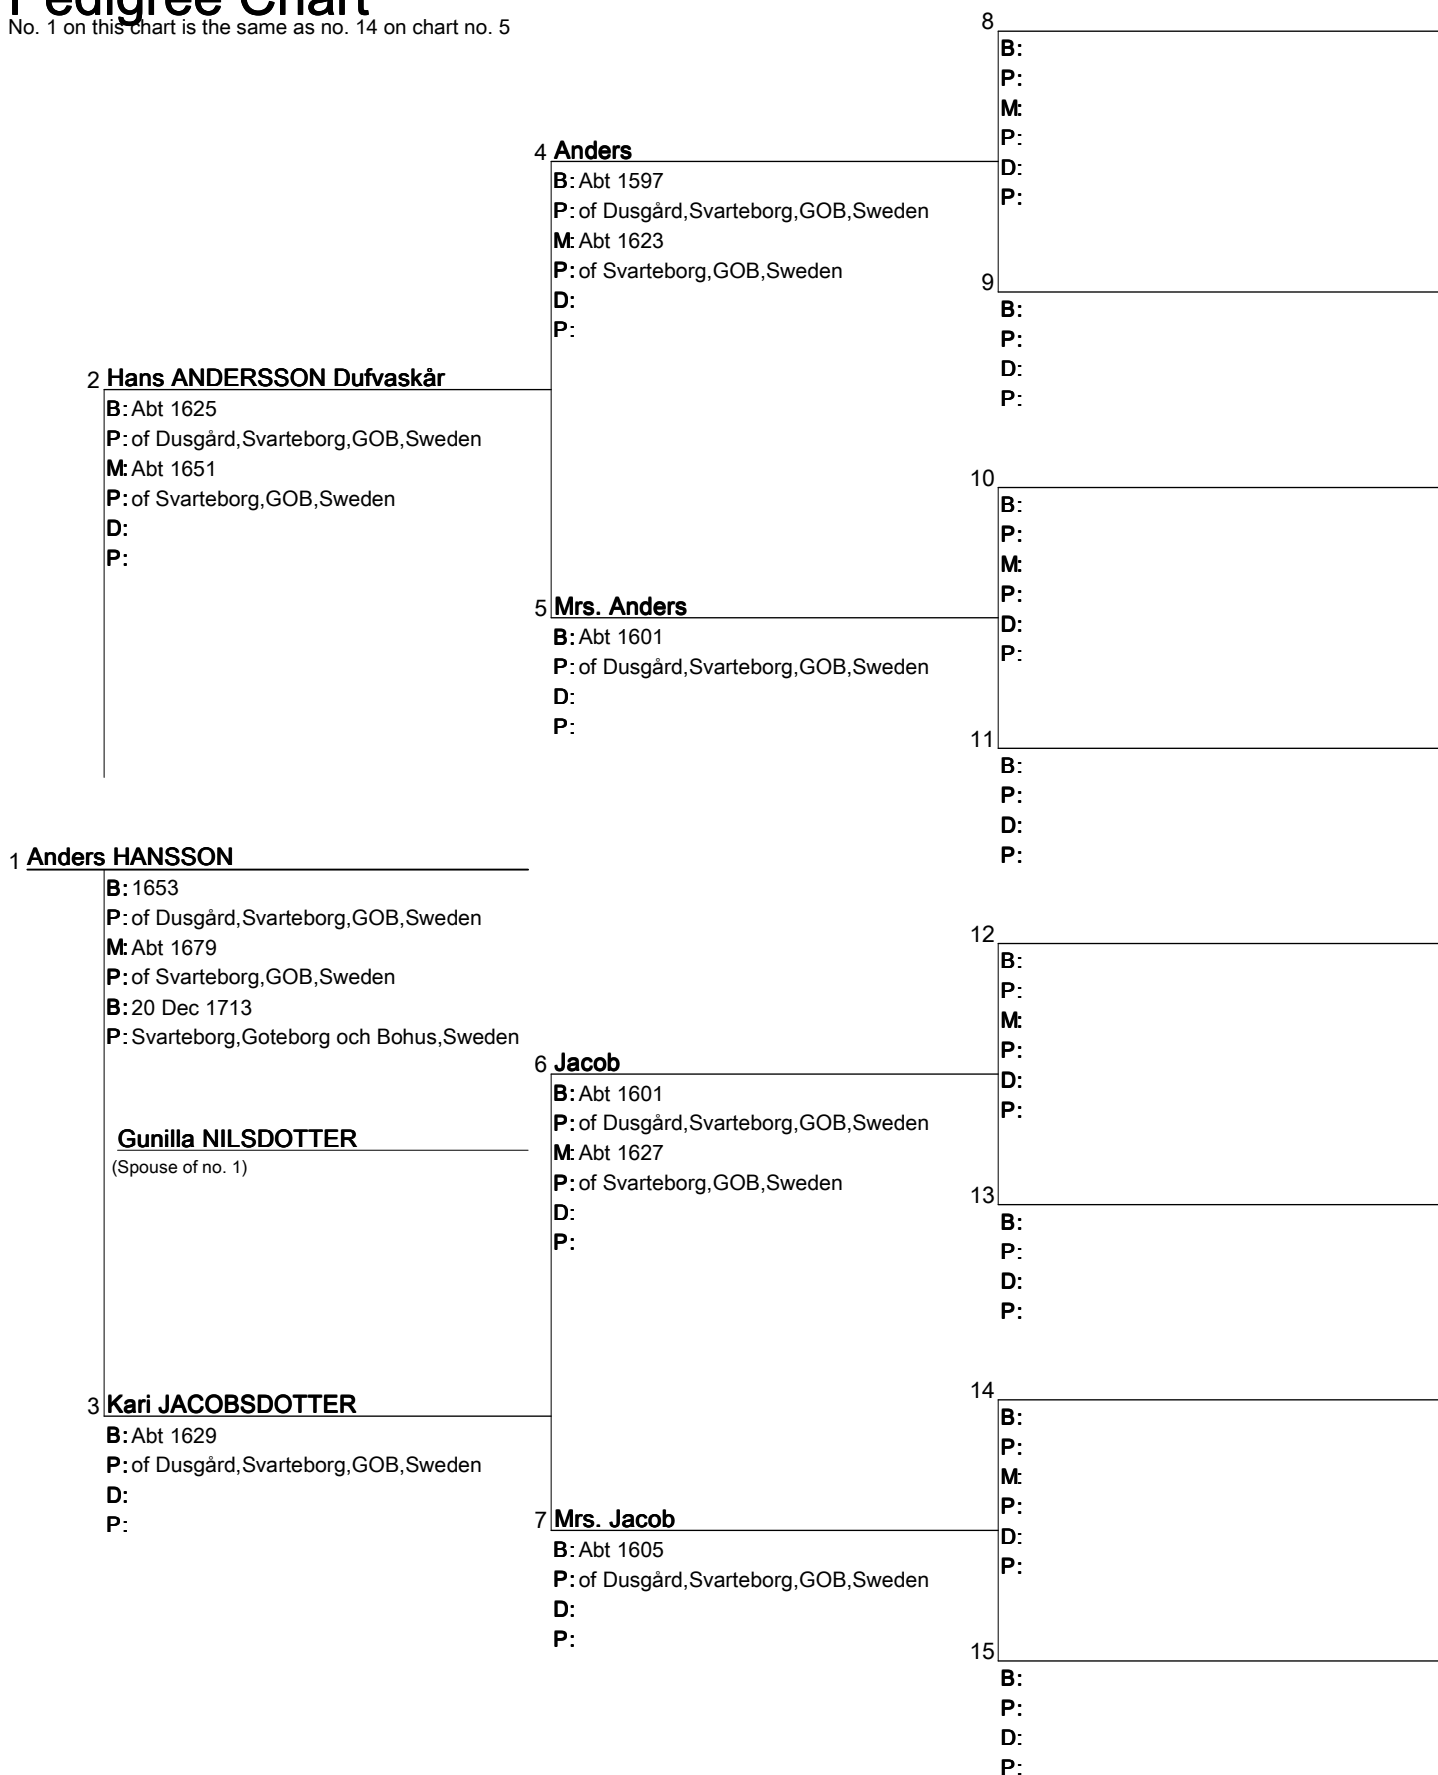 Pedigree Chart
No. 1 on this chart is the same as no. 14 on chart no. 5
8
B:
P:
M:
P:
D:
P:
4 Anders
B: Abt 1597
P: of Dusgård,Svarteborg,GOB,Sweden
M: Abt 1623
P: of Svarteborg,GOB,Sweden
D:
P:
9
B:
P:
D:
P:
2 Hans ANDERSSON Dufvaskår
B: Abt 1625
P: of Dusgård,Svarteborg,GOB,Sweden
M: Abt 1651
P: of Svarteborg,GOB,Sweden
D:
P:
10
B:
P:
M:
P:
D:
P:
5 Mrs. Anders
B: Abt 1601
P: of Dusgård,Svarteborg,GOB,Sweden
D:
P:
11
B:
P:
D:
P:
1 Anders HANSSON
B: 1653
P: of Dusgård,Svarteborg,GOB,Sweden
M: Abt 1679
P: of Svarteborg,GOB,Sweden
B: 20 Dec 1713
P: Svarteborg,Goteborg och Bohus,Sweden
Gunilla NILSDOTTER
(Spouse of no. 1)
12
B:
P:
M:
P:
D:
P:
6 Jacob
B: Abt 1601
P: of Dusgård,Svarteborg,GOB,Sweden
M: Abt 1627
P: of Svarteborg,GOB,Sweden
D:
P:
13
B:
P:
D:
P:
3 Kari JACOBSDOTTER
B: Abt 1629
P: of Dusgård,Svarteborg,GOB,Sweden
D:
P:
14
B:
P:
M:
P:
D:
P:
7 Mrs. Jacob
B: Abt 1605
P: of Dusgård,Svarteborg,GOB,Sweden
D:
P:
15
B:
P:
D:
P: